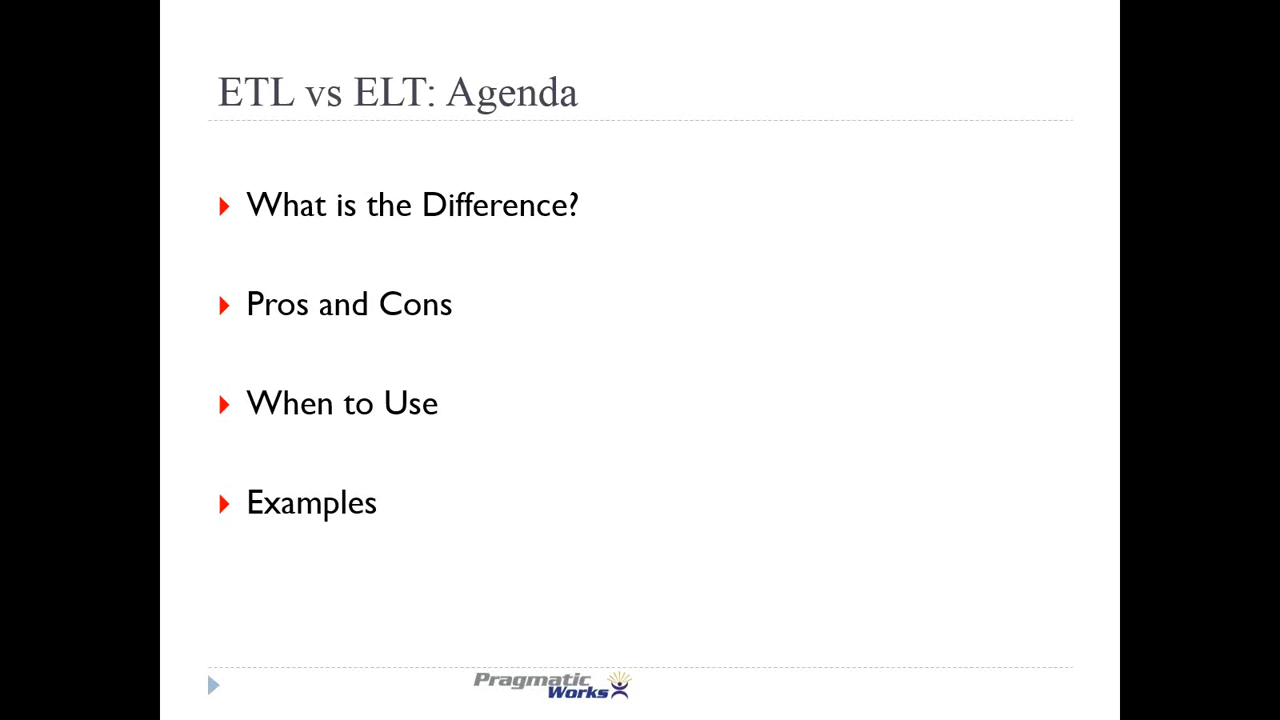 ETL vs ELT: Agenda
What is the Difference?
Pros and Cons
When to Use
Examples
Pragmatic
Works